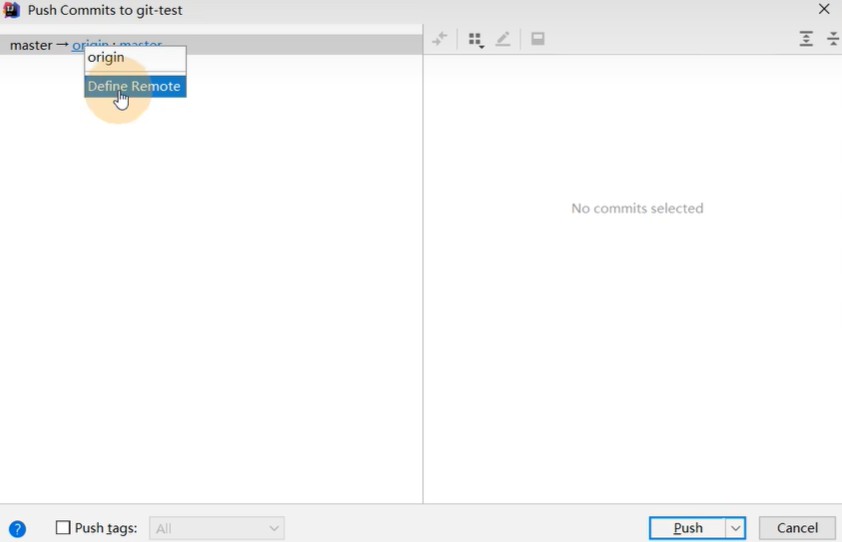 Push Commits to git-test
master → origin : master
origin
Define Remote
No commits selected
Push tags:
All
Push
Cancel